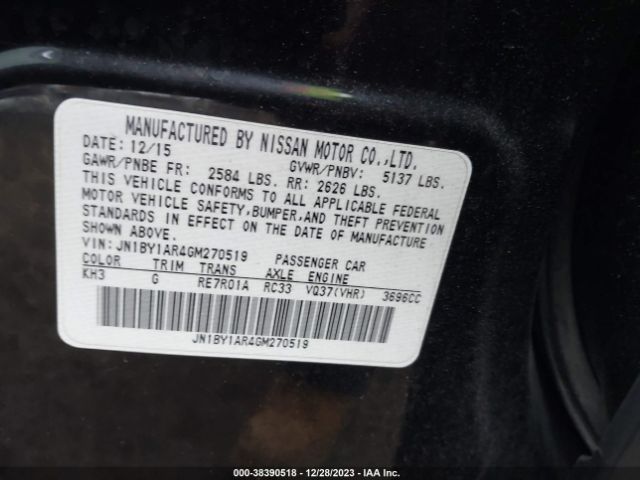 MANUFACTURED BY NISSAN MOTOR CO.,LTD.
DATE: 12/15 GVWR/PNBV: 5137 LBS.
GAWR/PNBE FR: 2584 LBS. RR: 2626 LBS.
THIS VEHICLE CONFORMS TO ALL APPLICABLE FEDERAL
MOTOR VEHICLE SAFETY,BUMPER,AND THEFT PREVENTION
STANDARDS IN EFFECT ON THE DATE OF MANUFACTURE
SHOWN ABOVE.
VIN: JN1BY1AR4GM270519 PASSENGER CAR
COLOR TRIM TRANS AXLE ENGINE
KH3 G RE7R01A RC33 VQ37(VHR) 3696CC
JN1BY1AR4GM270519
000-38390518 | 12/28/2023 | IAAI.COM